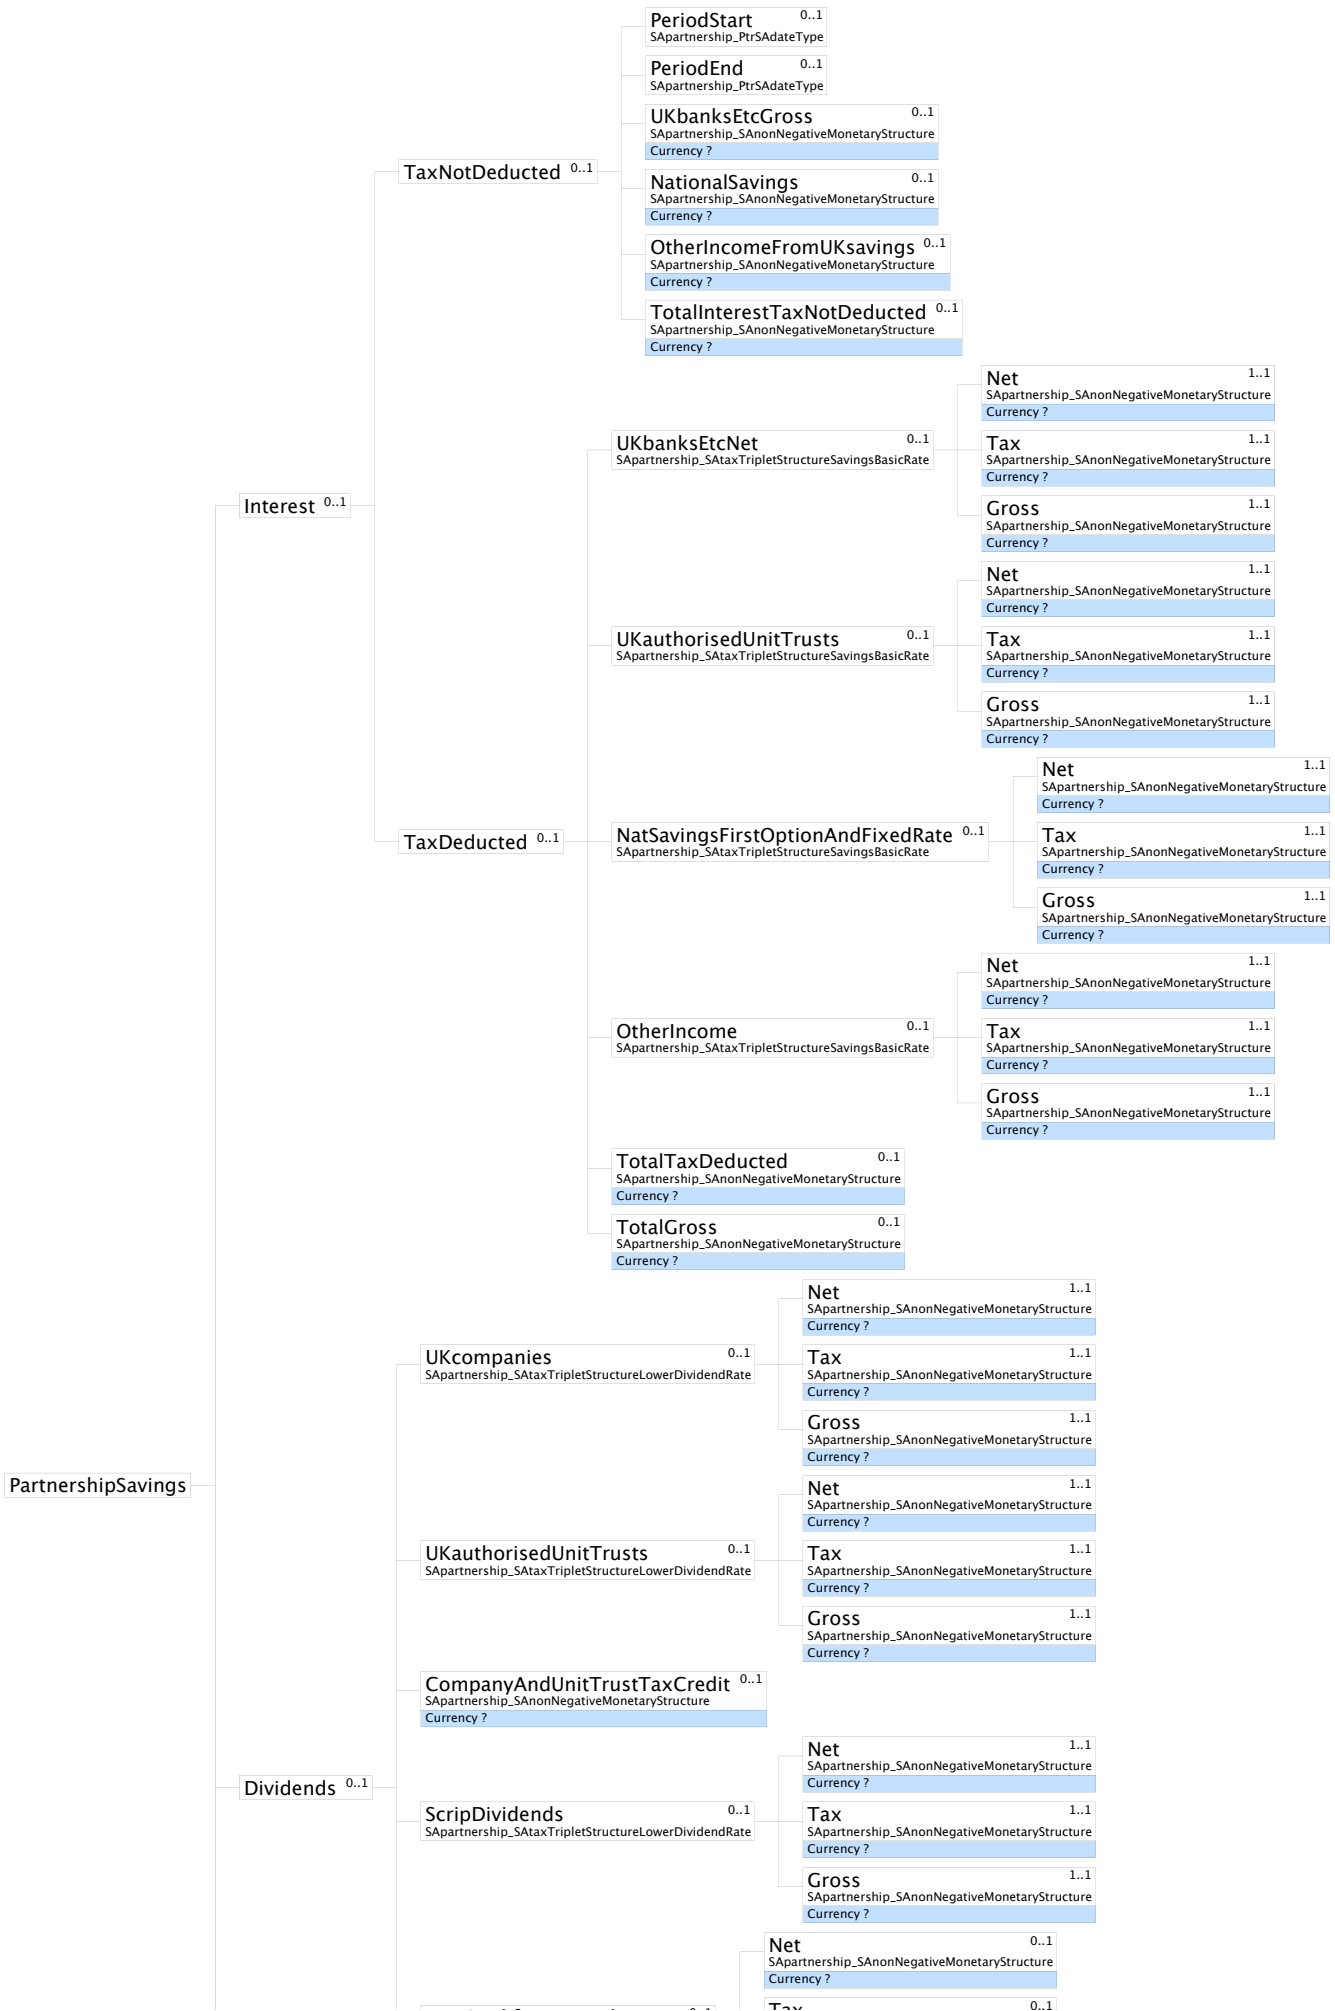 PeriodStart 0..1
SApartnership_PtrSAdateType
PeriodEnd 0..1
SApartnership_PtrSAdateType
UKbanksEtcGross 0..1
SApartnership_SAnonNegativeMonetaryStructure
Currency ?
TaxNotDeducted 0..1
NationalSavings 0..1
SApartnership_SAnonNegativeMonetaryStructure
Currency ?
OtherIncomeFromUKsavings 0..1
SApartnership_SAnonNegativeMonetaryStructure
Currency ?
TotalInterestTaxNotDeducted 0..1
SApartnership_SAnonNegativeMonetaryStructure
Currency ?
Net 1..1
SApartnership_SAnonNegativeMonetaryStructure
Currency ?
UKbanksEtcNet 0..1
SApartnership_SAtaxTripletStructureSavingsBasicRate
Tax 1..1
SApartnership_SAnonNegativeMonetaryStructure
Currency ?
Interest 0..1
Gross 1..1
SApartnership_SAnonNegativeMonetaryStructure
Currency ?
Net 1..1
SApartnership_SAnonNegativeMonetaryStructure
Currency ?
UKauthorisedUnitTrusts 0..1
SApartnership_SAtaxTripletStructureSavingsBasicRate
Tax 1..1
SApartnership_SAnonNegativeMonetaryStructure
Currency ?
Gross 1..1
SApartnership_SAnonNegativeMonetaryStructure
Currency ?
Net 1..1
SApartnership_SAnonNegativeMonetaryStructure
Currency ?
TaxDeducted 0..1
NatSavingsFirstOptionAndFixedRate 0..1
SApartnership_SAtaxTripletStructureSavingsBasicRate
Tax 1..1
SApartnership_SAnonNegativeMonetaryStructure
Currency ?
Gross 1..1
SApartnership_SAnonNegativeMonetaryStructure
Currency ?
Net 1..1
SApartnership_SAnonNegativeMonetaryStructure
Currency ?
OtherIncome 0..1
SApartnership_SAtaxTripletStructureSavingsBasicRate
Tax 1..1
SApartnership_SAnonNegativeMonetaryStructure
Currency ?
Gross 1..1
SApartnership_SAnonNegativeMonetaryStructure
Currency ?
TotalTaxDeducted 0..1
SApartnership_SAnonNegativeMonetaryStructure
Currency ?
TotalGross 0..1
SApartnership_SAnonNegativeMonetaryStructure
Currency ?
Net 1..1
SApartnership_SAnonNegativeMonetaryStructure
Currency ?
UKcompanies 0..1
SApartnership_SAtaxTripletStructureLowerDividendRate
Tax 1..1
SApartnership_SAnonNegativeMonetaryStructure
Currency ?
Gross 1..1
SApartnership_SAnonNegativeMonetaryStructure
Currency ?
PartnershipSavings
Net 1..1
SApartnership_SAnonNegativeMonetaryStructure
Currency ?
UKauthorisedUnitTrusts 0..1
SApartnership_SAtaxTripletStructureLowerDividendRate
Tax 1..1
SApartnership_SAnonNegativeMonetaryStructure
Currency ?
Gross 1..1
SApartnership_SAnonNegativeMonetaryStructure
Currency ?
CompanyAndUnitTrustTaxCredit 0..1
SApartnership_SAnonNegativeMonetaryStructure
Currency ?
Net 1..1
SApartnership_SAnonNegativeMonetaryStructure
Currency ?
Dividends 0..1
ScripDividends 0..1
SApartnership_SAtaxTripletStructureLowerDividendRate
Tax 1..1
SApartnership_SAnonNegativeMonetaryStructure
Currency ?
Gross 1..1
SApartnership_SAnonNegativeMonetaryStructure
Currency ?
Net 0..1
SApartnership_SAnonNegativeMonetaryStructure
Currency ?
0..1
Tax 0..1